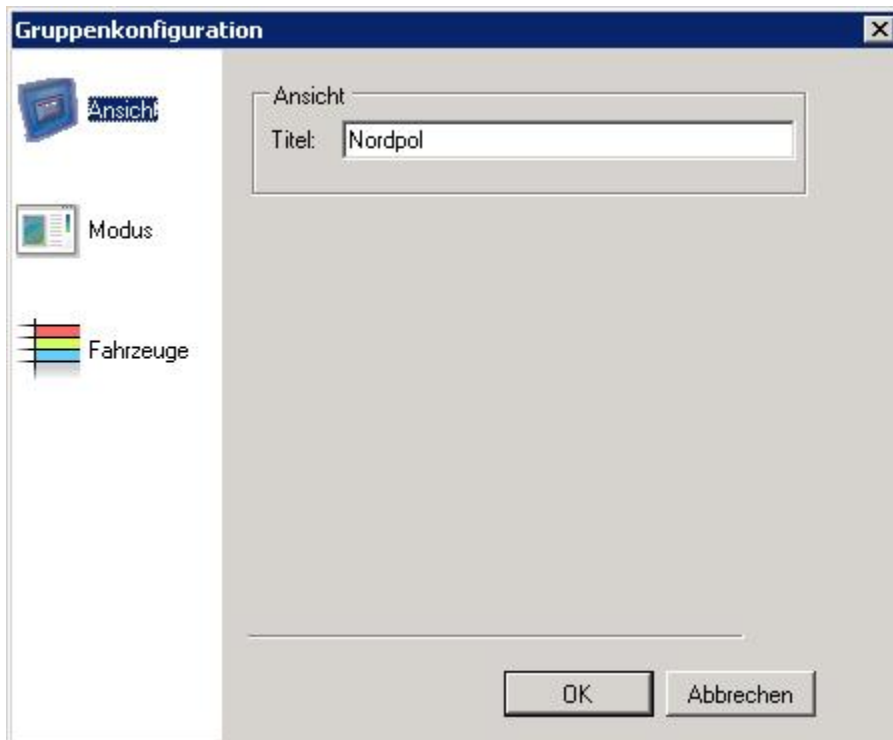 Gruppenkonfiguration
Ansicht
Modus
Fahrzeuge
Ansicht
Titel: Nordpol
OK Abbrechen